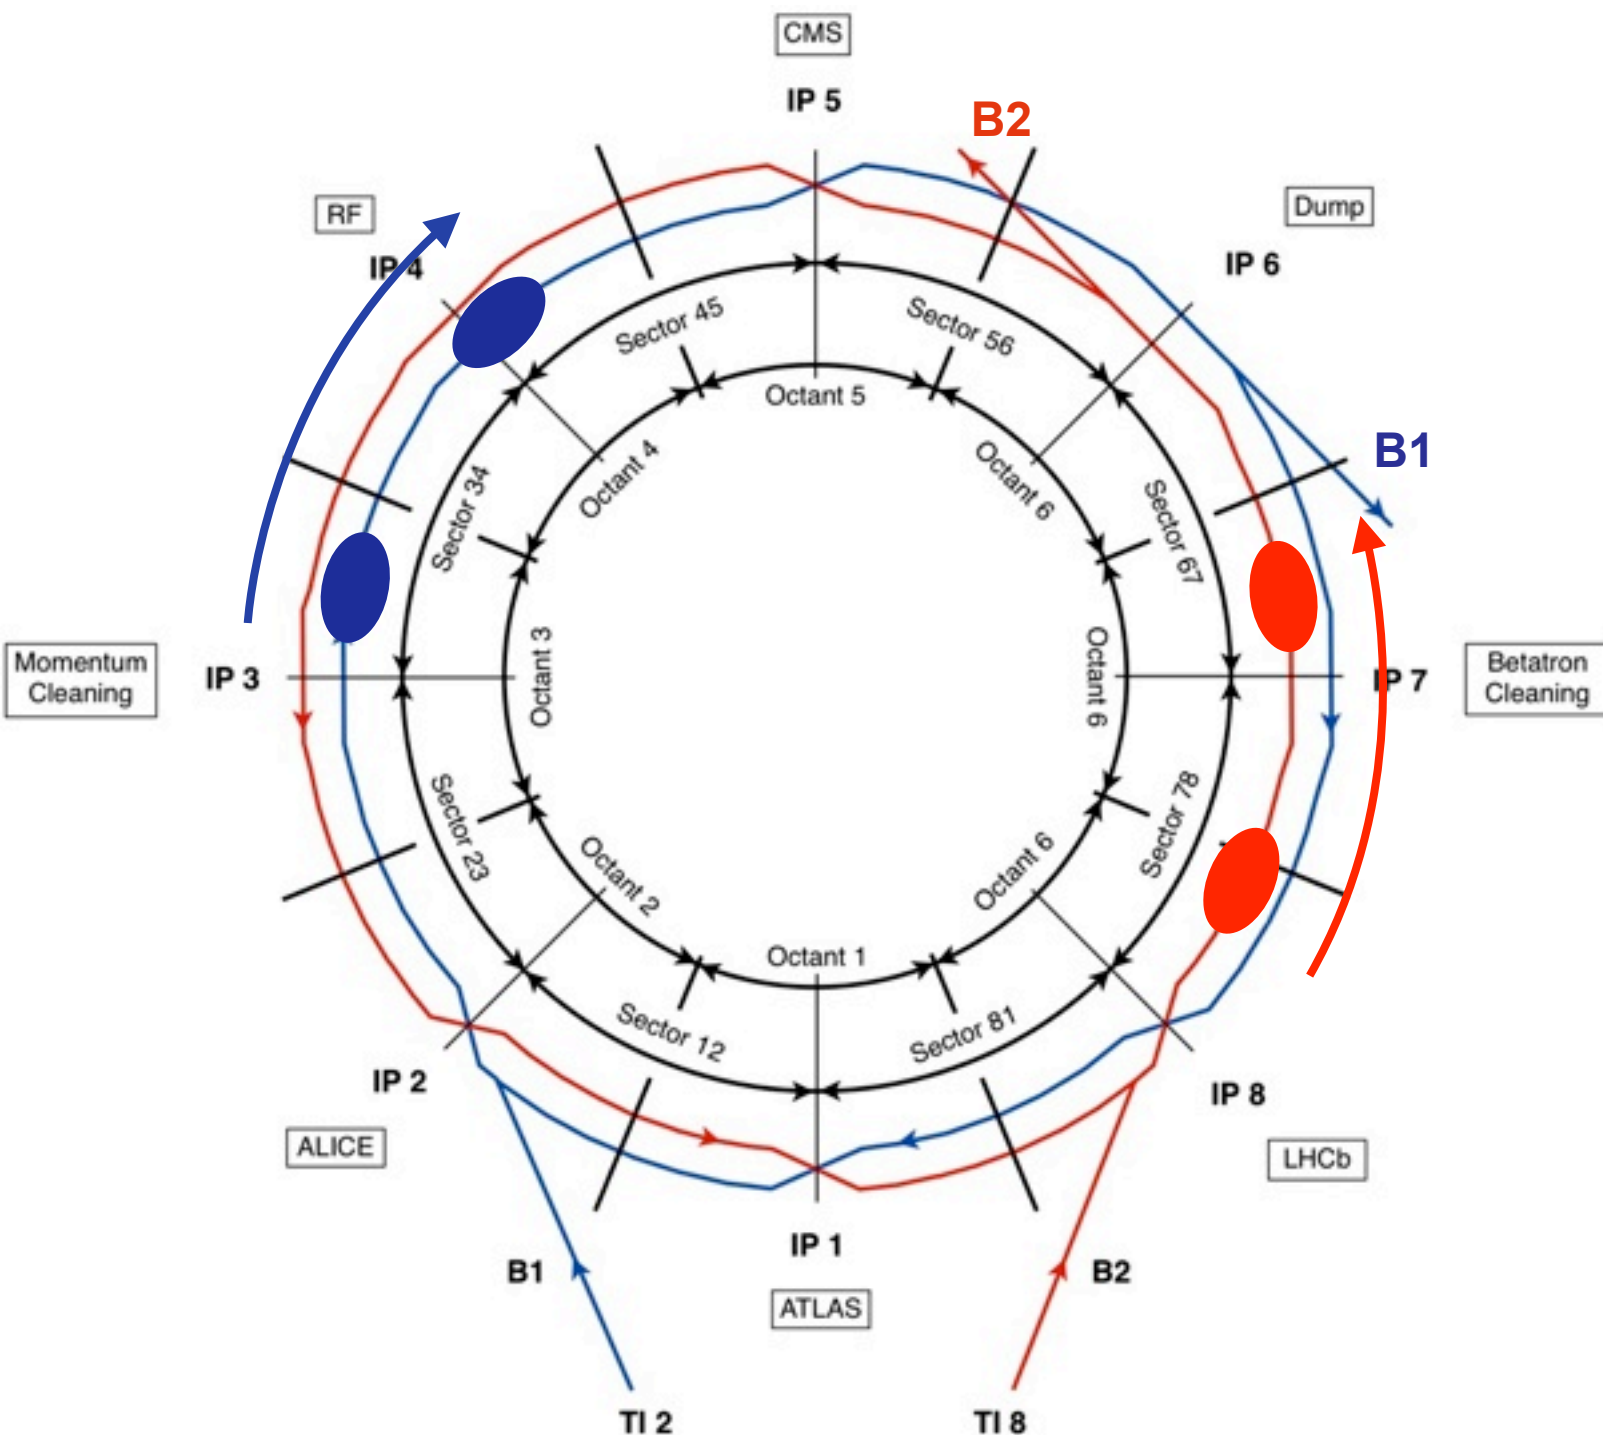 CMS
IP 5
B2
RF
Dump
IP 4
IP 6
Sector 45
Sector 56
Octant 5
B1
Octant 4
Octant 6
Sector 34
Sector 67
Momentum
Cleaning
IP 3
Octant 3
Octant 6
IP 7
Betatron
Cleaning
Sector 23
Sector 78
Octant 2
Octant 6
Octant 1
Sector 12
Sector 81
IP 2
IP 8
ALICE
LHCb
IP 1
B1
B2
ATLAS
TI 2
TI 8